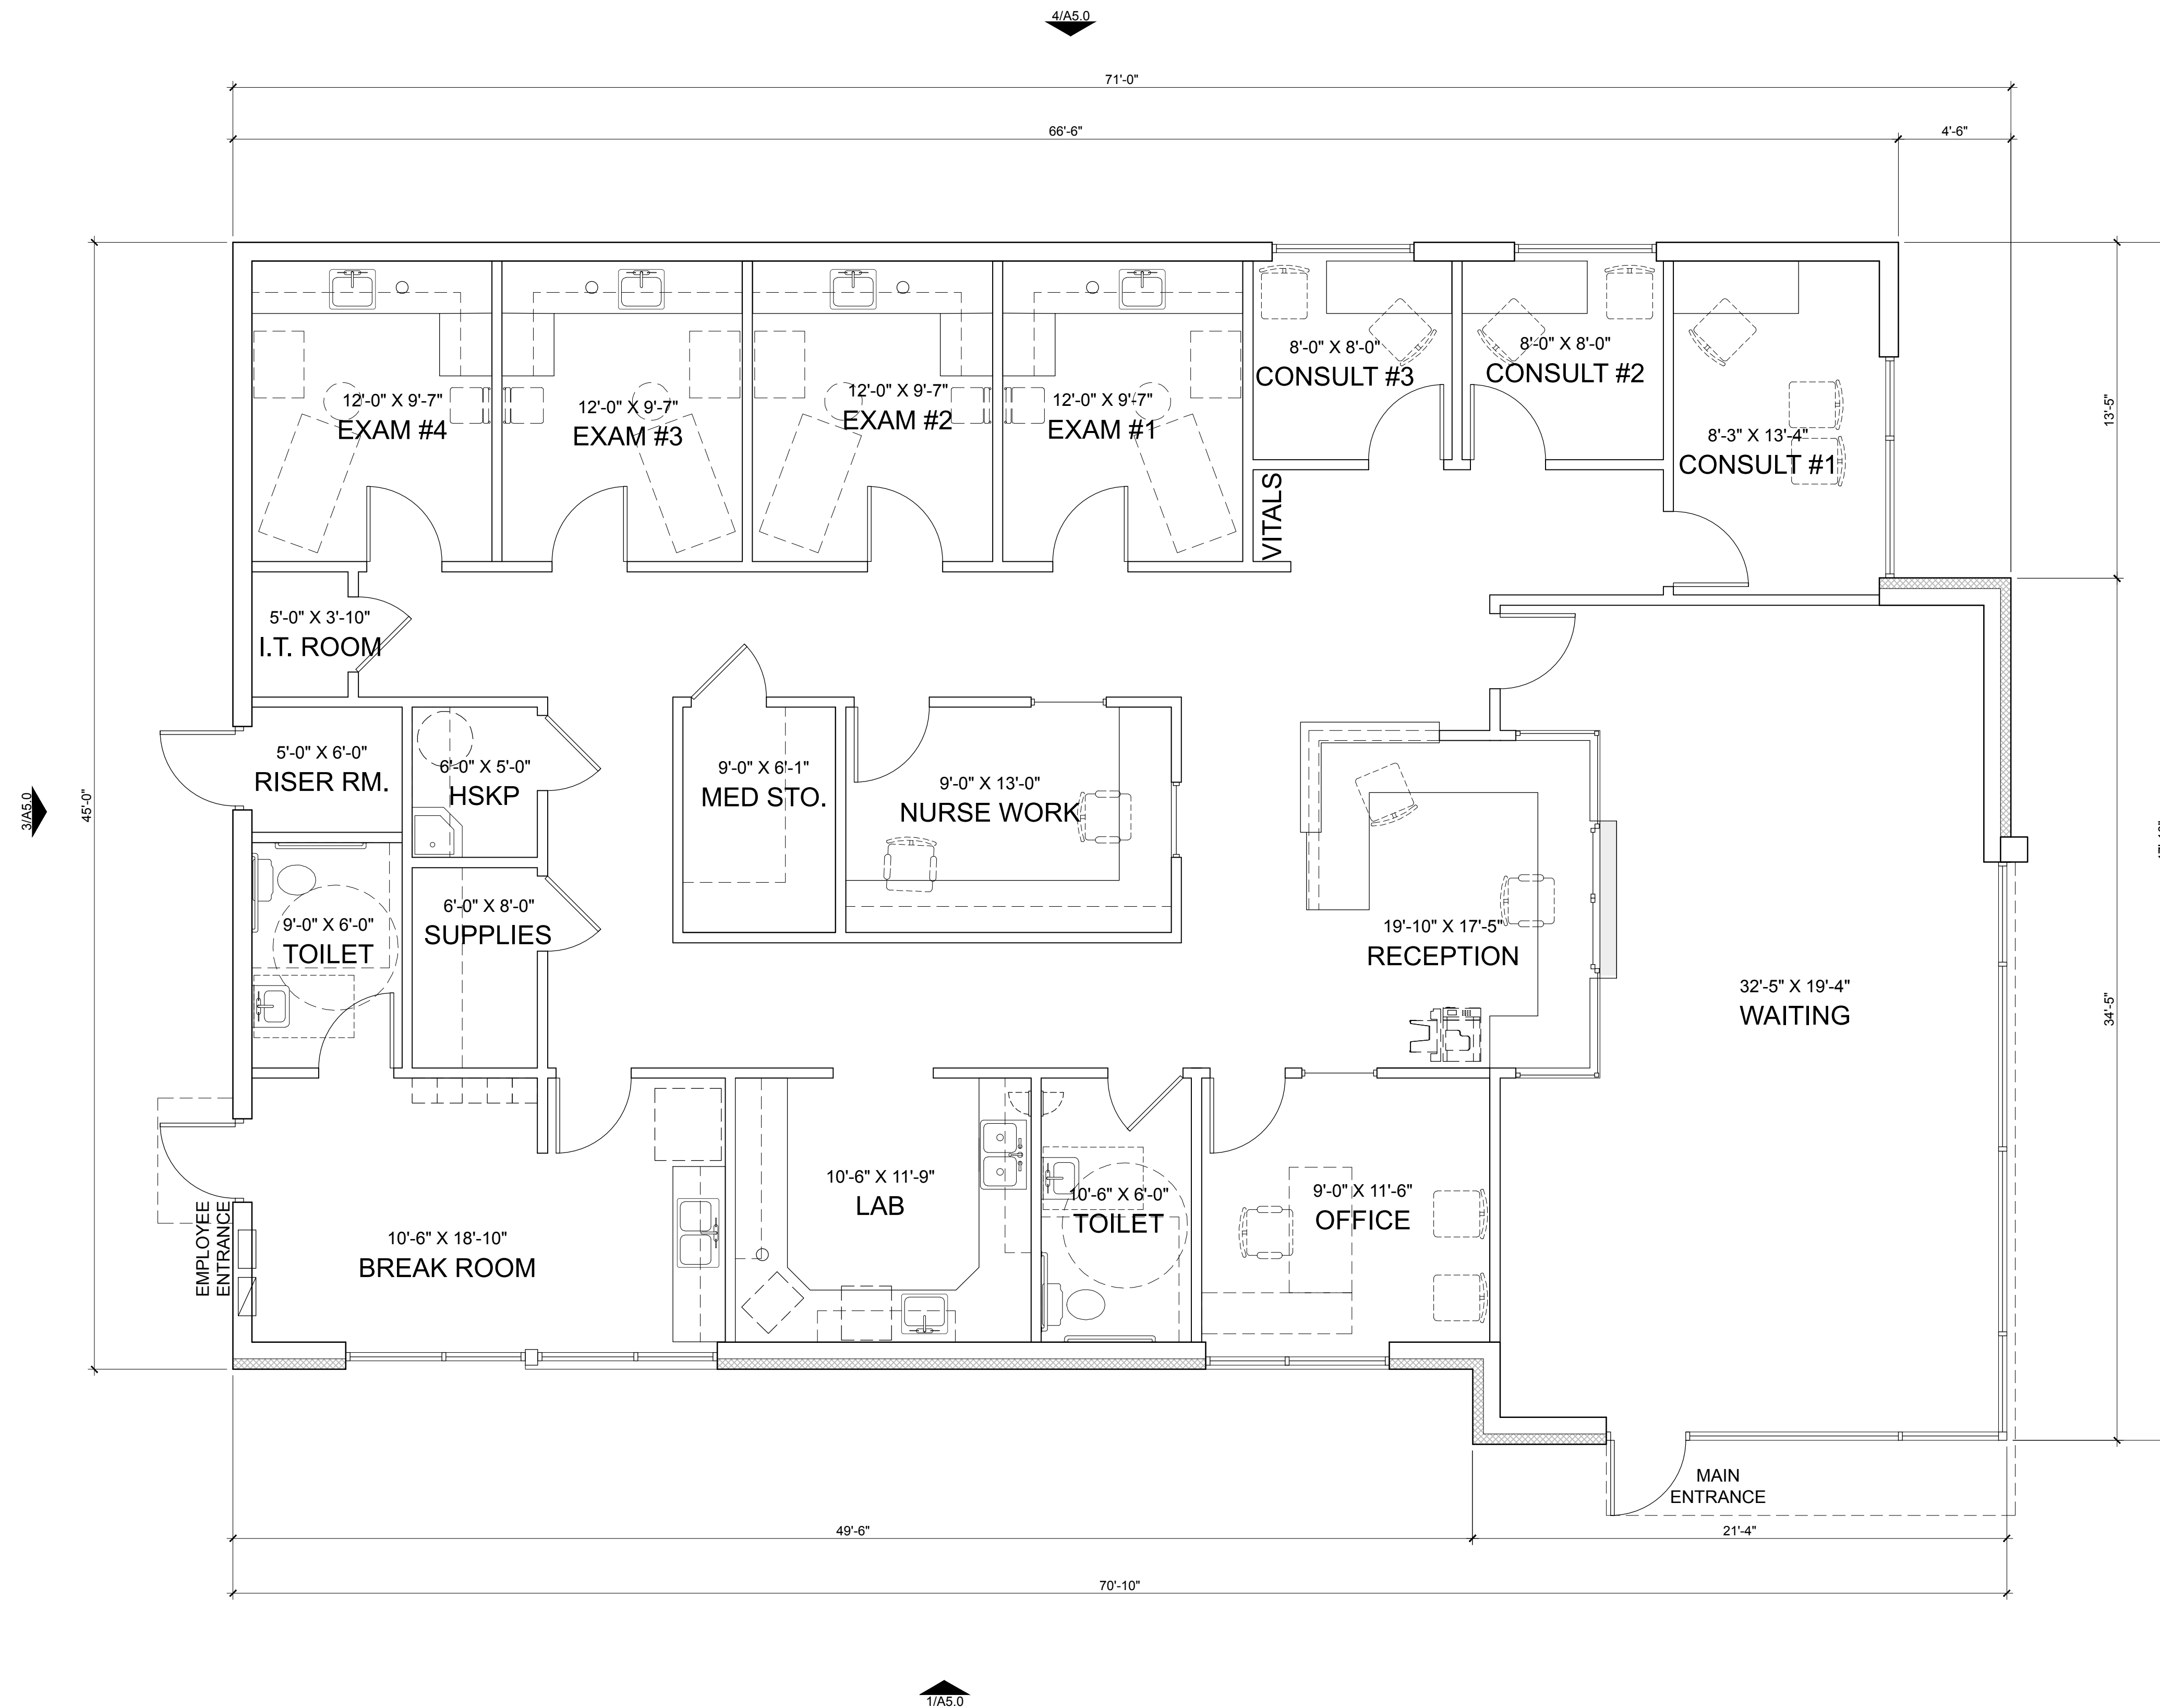 4/A5.0
71'-0"
66'-6"
4'-6"
8'-0" X 8'-0"
CONSULT #3
8'-0" X 8'-0"
CONSULT #2
12'-0" X 9'-7"
EXAM #4
12'-0" X 9'-7"
EXAM #3
12'-0" X 9'-7"
EXAM #2
12'-0" X 9'-7"
EXAM #1
8'-3" X 13'-4"
CONSULT #1
13'-5"
VITALS
5'-0" X 3'-10"
I.T. ROOM
5'-0" X 6'-0"
RISER RM.
6'-0" X 5'-0"
HSKP
9'-0" X 6'-1"
MED STO.
9'-0" X 13'-0"
NURSE WORK
3/A5.0
45'-0"
9'-0" X 6'-0"
TOILET
6'-0" X 8'-0"
SUPPLIES
19'-10" X 17'-5"
RECEPTION
32'-5" X 19'-4"
WAITING
34'-5"
10'-6" X 11'-9"
LAB
10'-6" X 6'-0"
TOILET
9'-0" X 11'-6"
OFFICE
EMPLOYEE
ENTRANCE
10'-6" X 18'-10"
BREAK ROOM
MAIN
ENTRANCE
49'-6"
21'-4"
70'-10"
1/A5.0